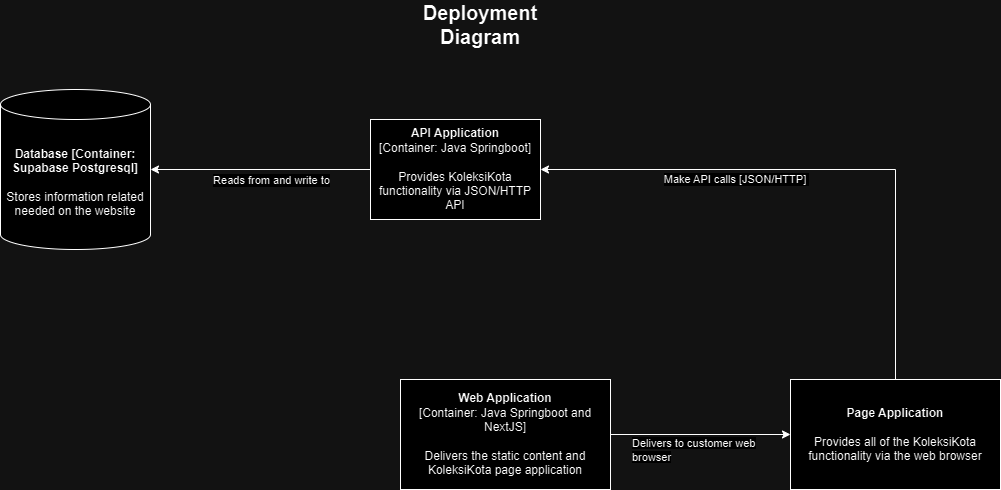 Deployment
Diagram
Database [Container:
Supabase Postgresql]
Stores information related
needed on the website
Reads from and write to
API Application
[Container: Java Springboot]
Provides KoleksiKota
functionality via JSON/HTTP
API
Make API calls [JSON/HTTP]
Web Application
[Container: Java Springboot and
NextJS]
Delivers the static content and
KoleksiKota page application
Delivers to customer web
browser
Page Application
Provides all of the KoleksiKota
functionality via the web browser